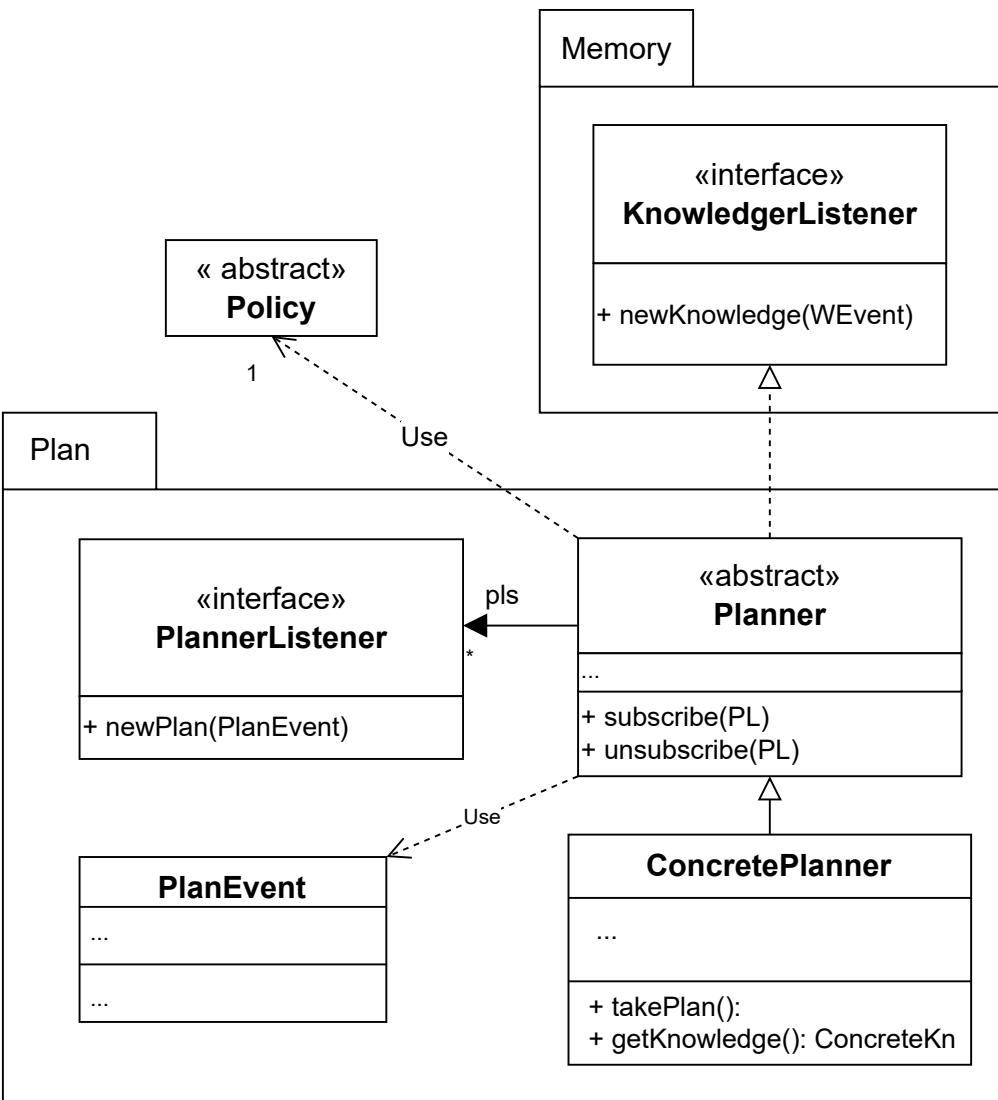 Memory
«interface»
KnowledgerListener
+ newKnowledge(WEvent)
« abstract»
Policy
1
Use
Plan
«interface»
PlannerListener
+ newPlan(PlanEvent)
pls
*
«abstract»
Planner
...
+ subscribe(PL)
+ unsubscribe(PL)
Use
PlanEvent
...
...
ConcretePlanner
...
+ takePlan():
+ getKnowledge(): ConcreteKn